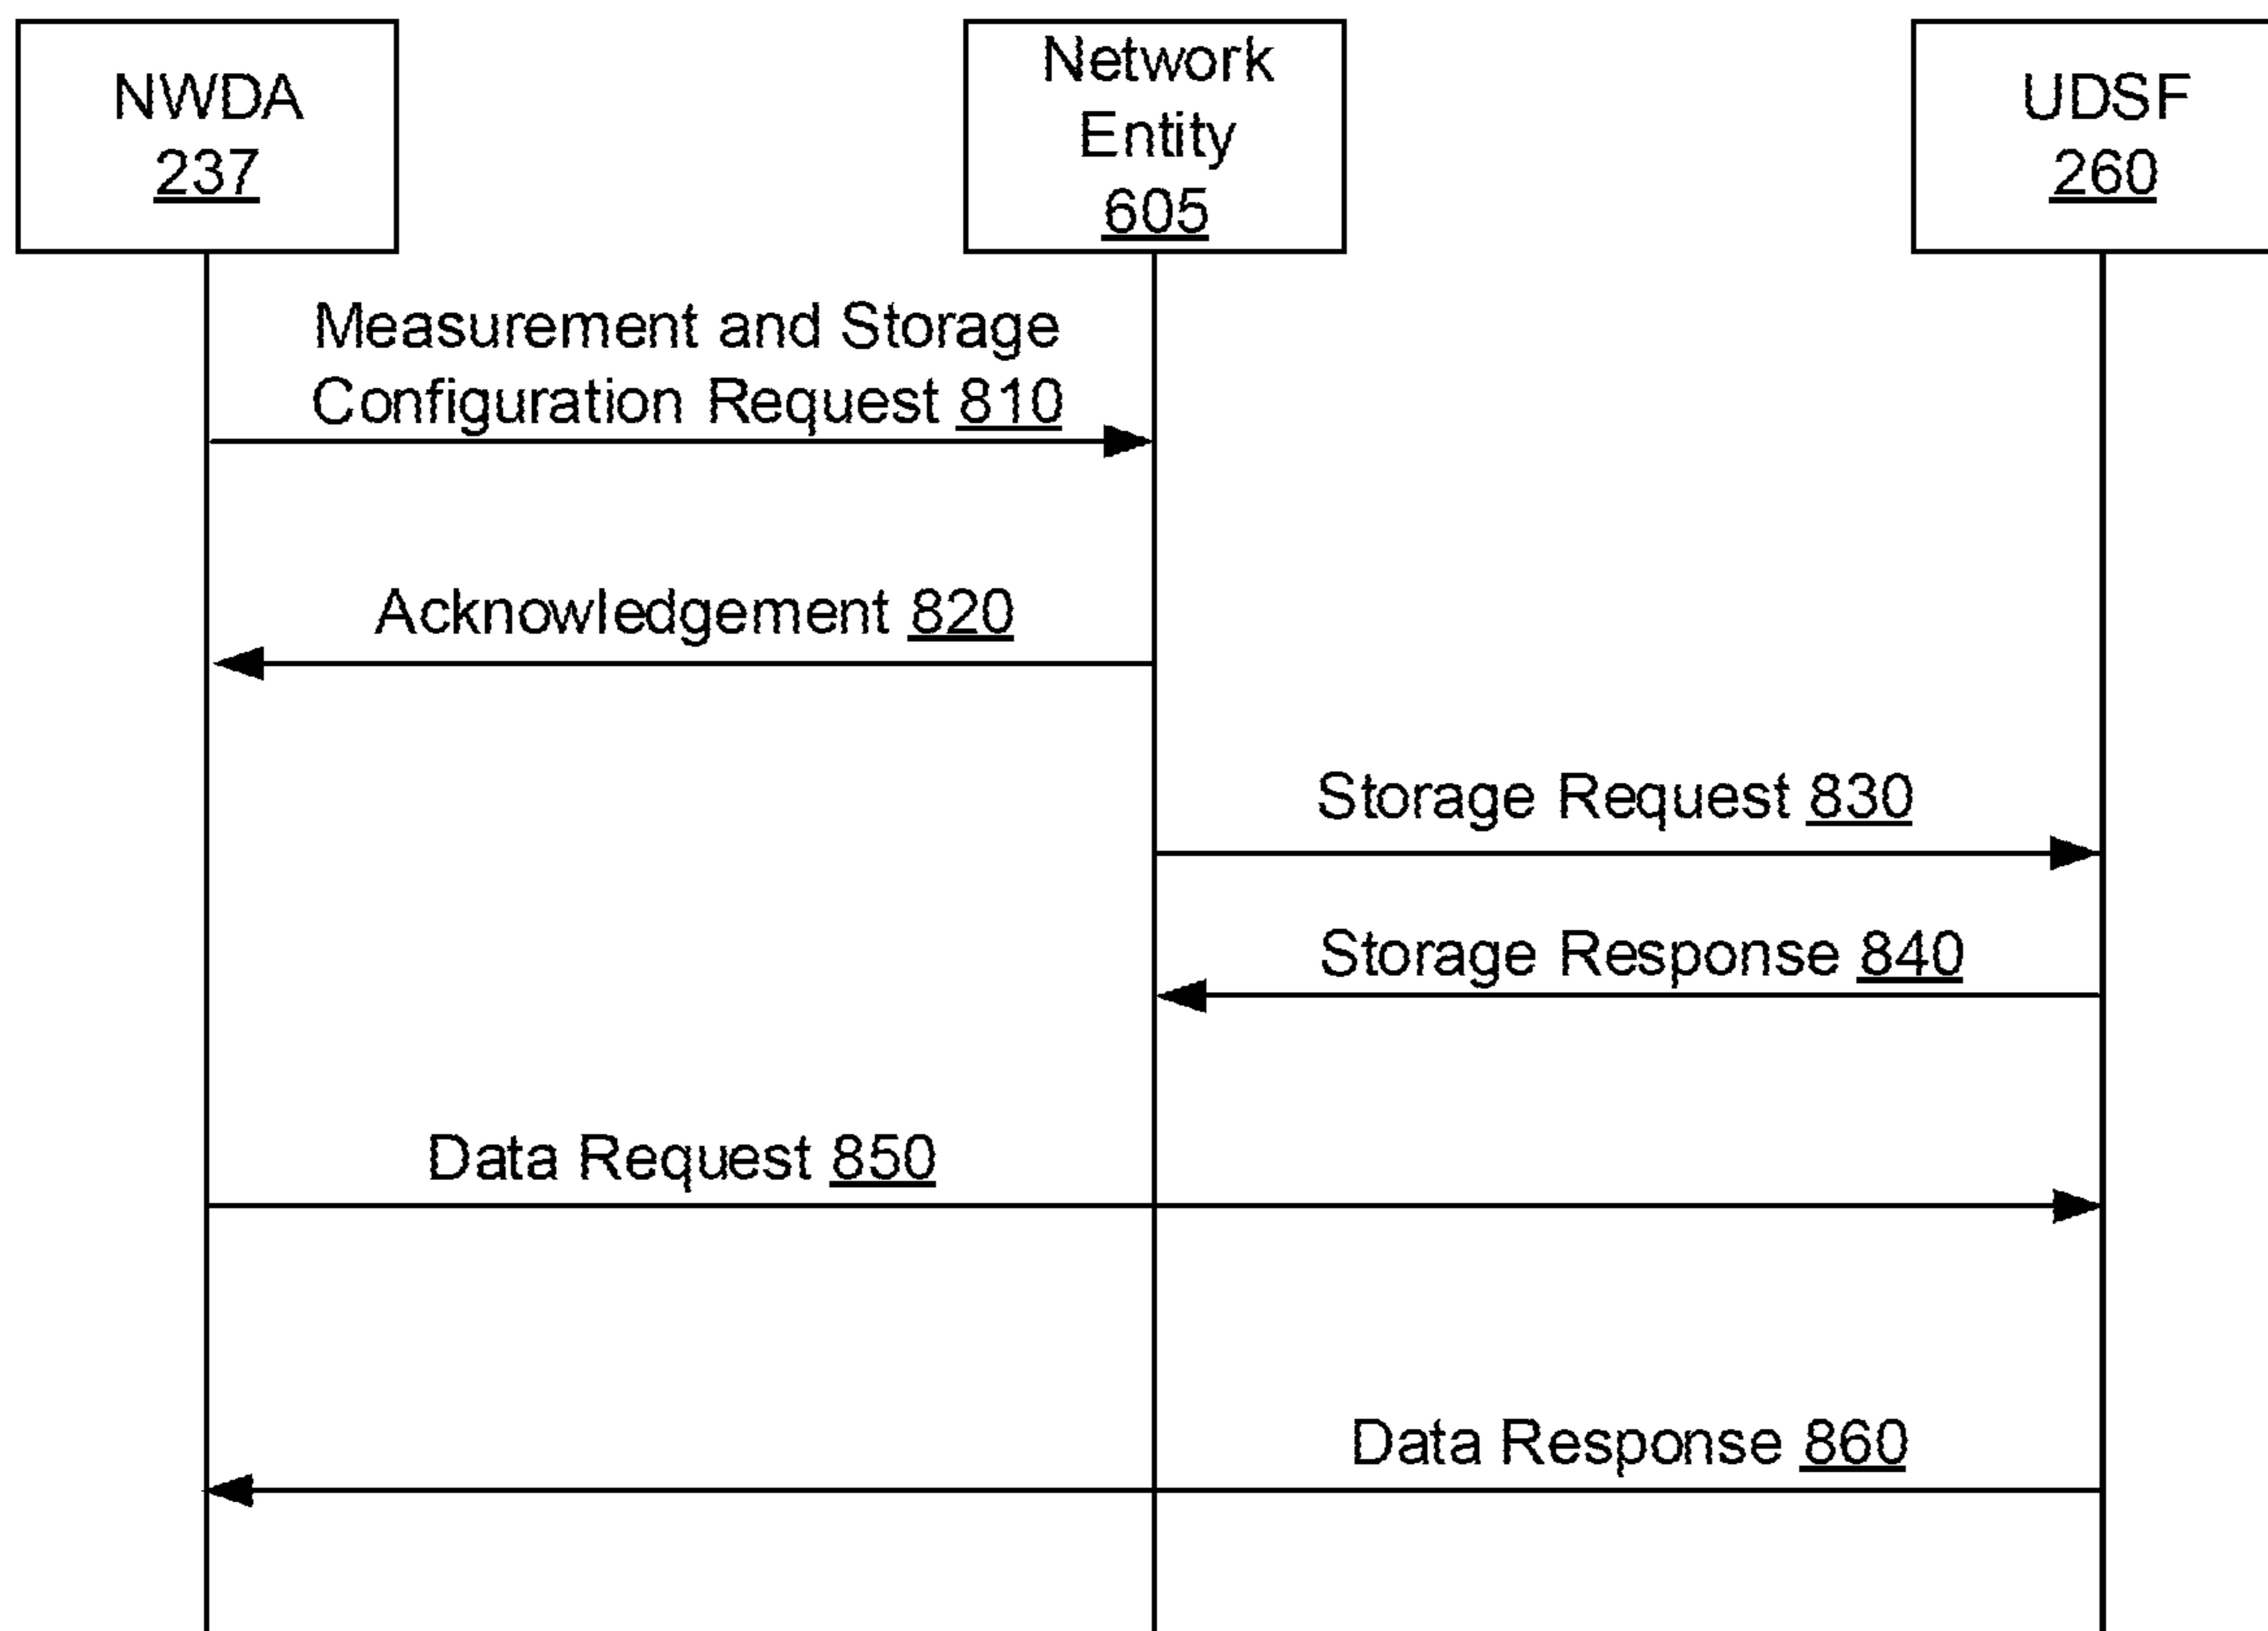 NWDA
237
Network
Entity
605
UDSF
260
Measurement and Storage
Configuration Request 810
Acknowledgement 820
Storage Request 830
Storage Response 840
Data Request 850
Data Response 860